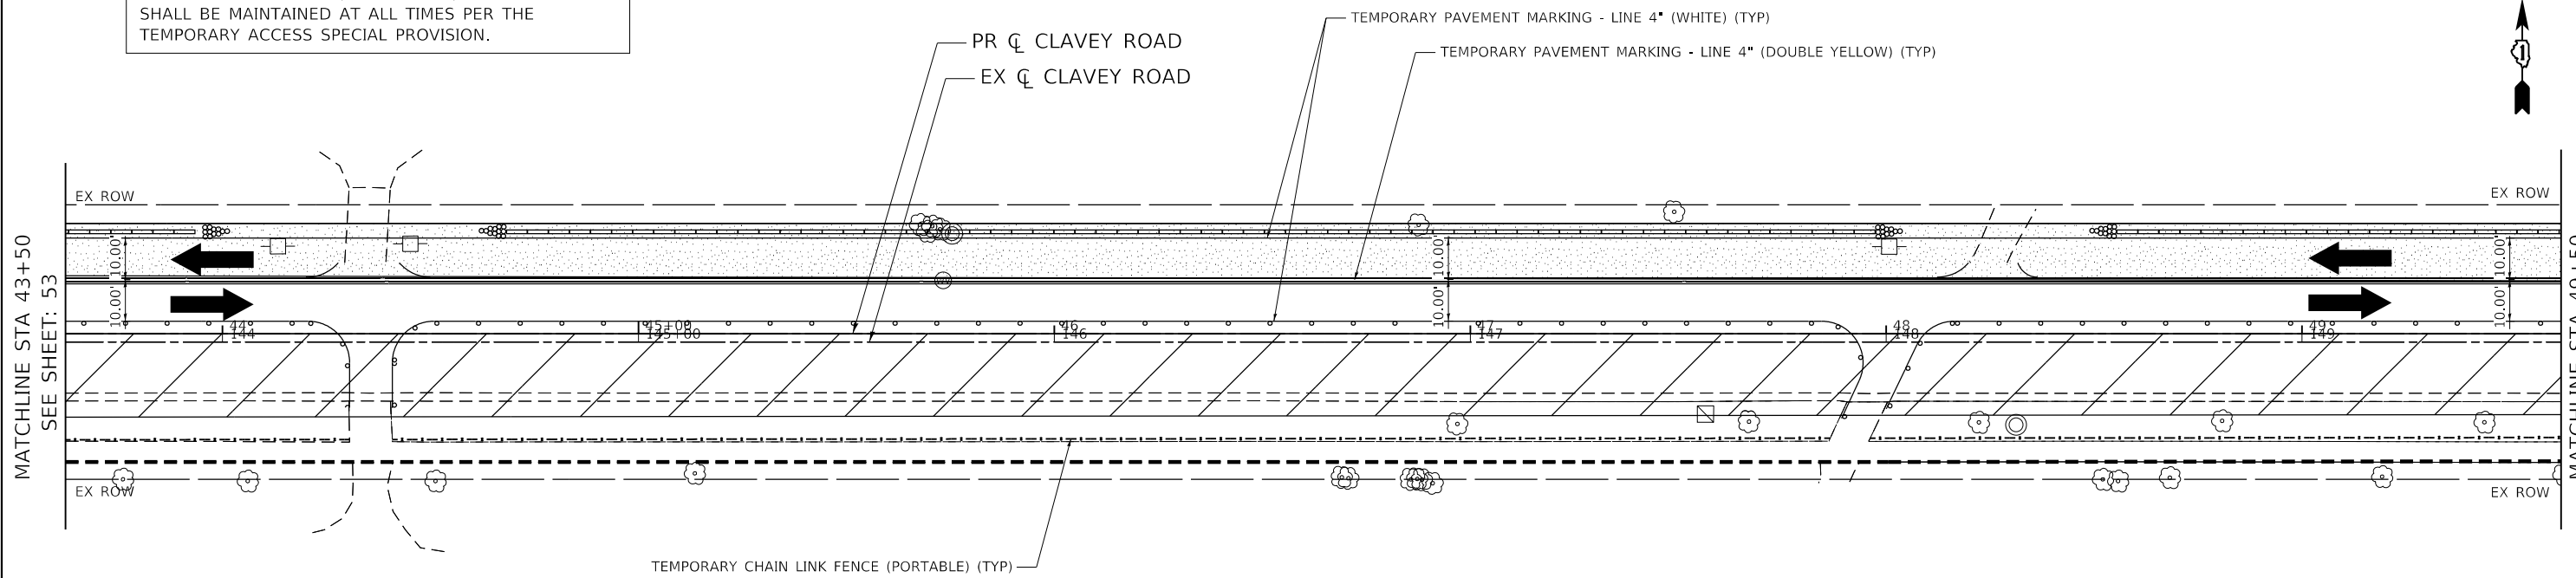 SHALL BE MAINTAINED AT ALL TIMES PER THE
TEMPORARY ACCESS SPECIAL PROVISION.
TEMPORARY PAVEMENT MARKING - LINE 4" (WHITE) (TYP)
TEMPORARY PAVEMENT MARKING - LINE 4" (DOUBLE YELLOW) (TYP)
PR ℄ CLAVEY ROAD
EX ℄ CLAVEY ROAD
EX ROW
EX ROW
MATCHLINE STA 43+50
SEE SHEET: 53
10.00'
10.00'
10.00'
10.00'
10.00'
10.00'
44
144
45+00
145+00
46
146
47
147
48
148
49
149
EX ROW
EX ROW
TEMPORARY CHAIN LINK FENCE (PORTABLE) (TYP)